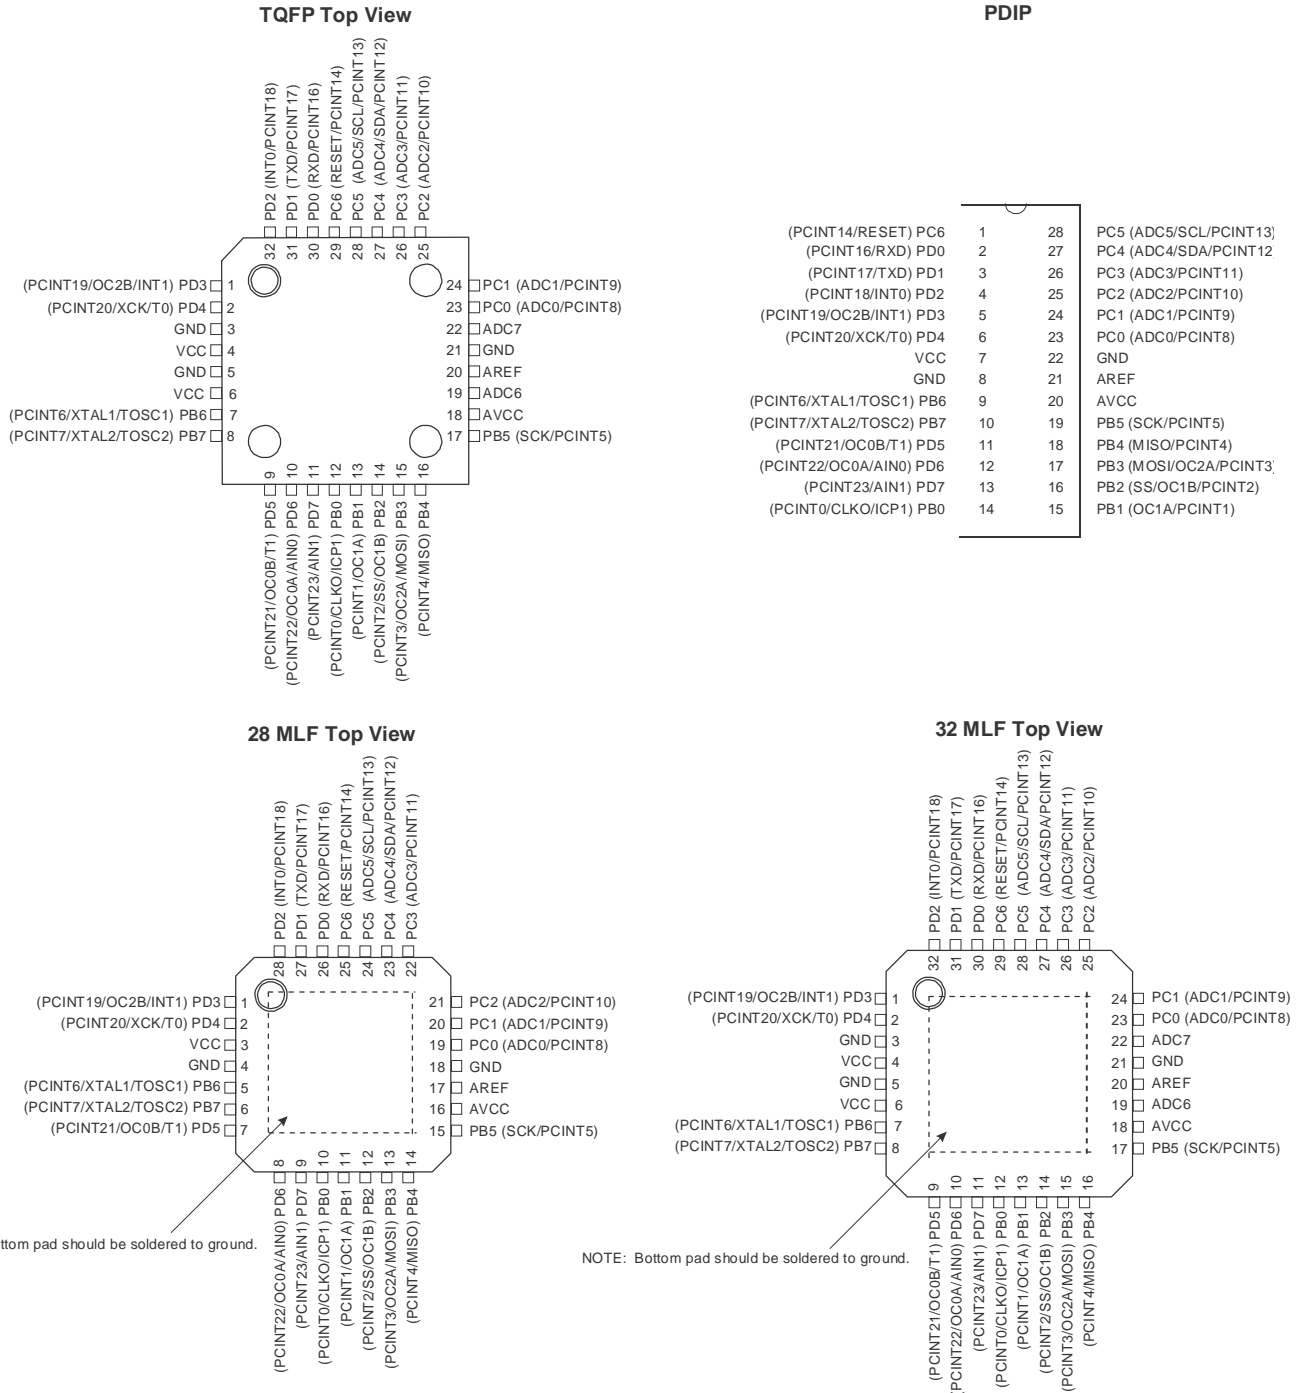 TQFP Top View
PD2 (INT0/PCINT18)
PD1 (TXD/PCINT17)
PD0 (RXD/PCINT16)
PC6 (RESET/PCINT14)
PC5 (ADC5/SCL/PCINT13)
PC4 (ADC4/SDA/PCINT12)
PC3 (ADC3/PCINT11)
PC2 (ADC2/PCINT10)
32 31 30 29 28 27 26 25
(PCINT19/OC2B/INT1) PD3 1
(PCINT20/XCK/T0) PD4 2
GND 3
VCC 4
GND 5
VCC 6
(PCINT6/XTAL1/TOSC1) PB6 7
(PCINT7/XTAL2/TOSC2) PB7 8
24 PC1 (ADC1/PCINT9)
23 PC0 (ADC0/PCINT8)
22 ADC7
21 GND
20 AREF
19 ADC6
18 AVCC
17 PB5 (SCK/PCINT5)
9 10 11 12 13 14 15 16
(PCINT21/OC0B/T1) PD5
(PCINT22/OC0A/AIN0) PD6
(PCINT23/AIN1) PD7
(PCINT0/CLKO/ICP1) PB0
(PCINT1/OC1A) PB1
(PCINT2/SS/OC1B) PB2
(PCINT3/OC2A/MOSI) PB3
(PCINT4/MISO) PB4
PDIP
(PCINT14/RESET) PC6 1 28 PC5 (ADC5/SCL/PCINT13)
(PCINT16/RXD) PD0 2 27 PC4 (ADC4/SDA/PCINT12
(PCINT17/TXD) PD1 3 26 PC3 (ADC3/PCINT11)
(PCINT18/INT0) PD2 4 25 PC2 (ADC2/PCINT10)
(PCINT19/OC2B/INT1) PD3 5 24 PC1 (ADC1/PCINT9)
(PCINT20/XCK/T0) PD4 6 23 PC0 (ADC0/PCINT8)
VCC 7 22 GND
GND 8 21 AREF
(PCINT6/XTAL1/TOSC1) PB6 9 20 AVCC
(PCINT7/XTAL2/TOSC2) PB7 10 19 PB5 (SCK/PCINT5)
(PCINT21/OC0B/T1) PD5 11 18 PB4 (MISO/PCINT4)
(PCINT22/OC0A/AIN0) PD6 12 17 PB3 (MOSI/OC2A/PCINT3)
(PCINT23/AIN1) PD7 13 16 PB2 (SS/OC1B/PCINT2)
(PCINT0/CLKO/ICP1) PB0 14 15 PB1 (OC1A/PCINT1)
28 MLF Top View
PD2 (INT0/PCINT18)
PD1 (TXD/PCINT17)
PD0 (RXD/PCINT16)
PC6 (RESET/PCINT14)
PC5 (ADC5/SCL/PCINT13)
PC4 (ADC4/SDA/PCINT12)
PC3 (ADC3/PCINT11)
28 27 26 25 24 23 22
(PCINT19/OC2B/INT1) PD3 1
(PCINT20/XCK/T0) PD4 2
VCC 3
GND 4
(PCINT6/XTAL1/TOSC1) PB6 5
(PCINT7/XTAL2/TOSC2) PB7 6
(PCINT21/OC0B/T1) PD5 7
21 PC2 (ADC2/PCINT10)
20 PC1 (ADC1/PCINT9)
19 PC0 (ADC0/PCINT8)
18 GND
17 AREF
16 AVCC
15 PB5 (SCK/PCINT5)
8 9 10 11 12 13 14
(PCINT22/OC0A/AIN0) PD6
(PCINT23/AIN1) PD7
(PCINT0/CLKO/ICP1) PB0
(PCINT1/OC1A) PB1
(PCINT2/SS/OC1B) PB2
(PCINT3/OC2A/MOSI) PB3
(PCINT4/MISO) PB4
ttom pad should be soldered to ground.
32 MLF Top View
PD2 (INT0/PCINT18)
PD1 (TXD/PCINT17)
PD0 (RXD/PCINT16)
PC6 (RESET/PCINT14)
PC5 (ADC5/SCL/PCINT13)
PC4 (ADC4/SDA/PCINT12)
PC3 (ADC3/PCINT11)
PC2 (ADC2/PCINT10)
32 31 30 29 28 27 26 25
(PCINT19/OC2B/INT1) PD3 1
(PCINT20/XCK/T0) PD4 2
GND 3
VCC 4
GND 5
VCC 6
(PCINT6/XTAL1/TOSC1) PB6 7
(PCINT7/XTAL2/TOSC2) PB7 8
24 PC1 (ADC1/PCINT9)
23 PC0 (ADC0/PCINT8)
22 ADC7
21 GND
20 AREF
19 ADC6
18 AVCC
17 PB5 (SCK/PCINT5)
9 10 11 12 13 14 15 16
(PCINT21/OC0B/T1) PD5
(PCINT22/OC0A/AIN0) PD6
(PCINT23/AIN1) PD7
(PCINT0/CLKO/ICP1) PB0
(PCINT1/OC1A) PB1
(PCINT2/SS/OC1B) PB2
(PCINT3/OC2A/MOSI) PB3
(PCINT4/MISO) PB4
NOTE: Bottom pad should be soldered to ground.